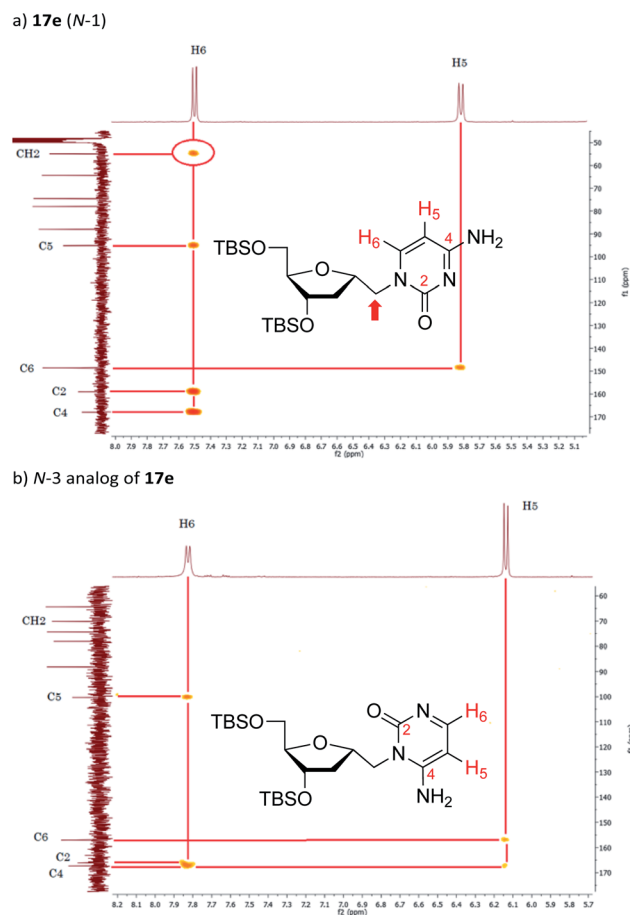 a) 17e (N-1)
H6
H5
CH2
C5
C6
C2
C4
50
60
70
80
90
100
110
120
130
140
150
160
170
f1 (ppm)
H5
H6
4
NH2
TBSO
O
N
2
N
TBSO
O
8.0 7.9 7.8 7.7 7.6 7.5 7.4 7.3 7.2 7.1 7.0 6.9 6.8 6.7 6.6 6.5 6.4 6.3 6.2 6.1 6.0 5.9 5.8 5.7 5.6 5.5 5.4 5.3 5.2 5.1
f2 (ppm)
b) N-3 analog of 17e
H6
H5
CH2
C5
C6
C2
C4
60
70
80
90
100
110
120
130
140
150
160
170
f1 (ppm)
O
N
H6
2
TBSO
O
N
4
H5
TBSO
NH2
8.2 8.1 8.0 7.9 7.8 7.7 7.6 7.5 7.4 7.3 7.2 7.1 7.0 6.9 6.8 6.7 6.6 6.5 6.4 6.3 6.2 6.1 6.0 5.9 5.8 5.7
f2 (ppm)